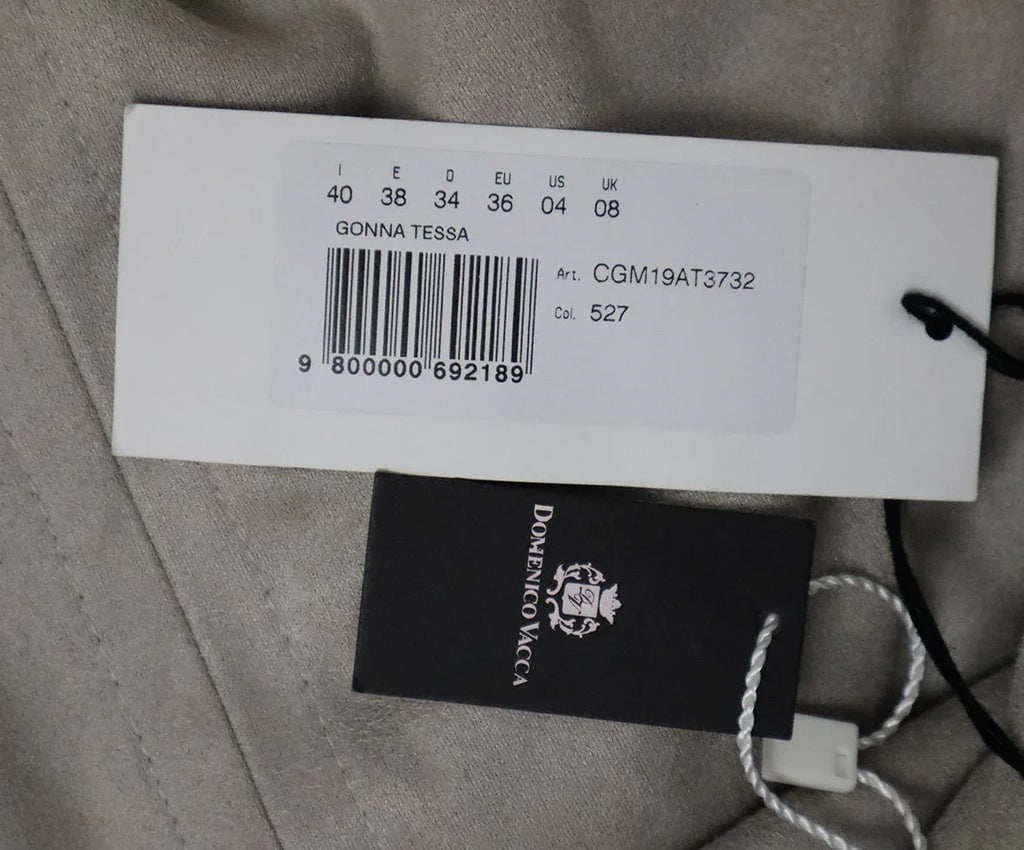 I E D EU US UK
40 38 34 36 04 08
GONNA TESSA
Art. CGM19AT3732
Col. 527
9 800000 692189
DOMENICO VACCA